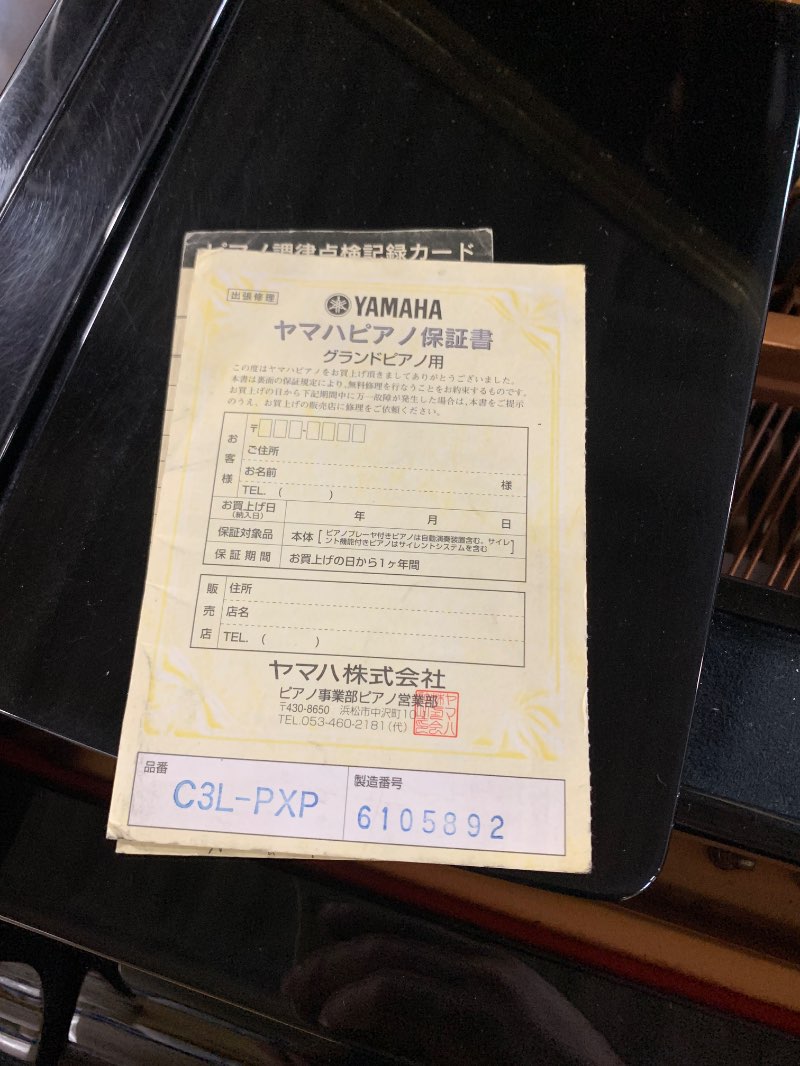 ピアノ調律点検記録カード
出張修理
YAMAHA
ヤマハピアノ保証書
グランドピアノ用
この度はヤマハピアノをお買上げ頂きましてありがとうございました。
本書は裏面の保証規定により、無料修理を行なうことをお約束するものです。
お買上げの日から下記期間中に万一故障が発生した場合は、本書をご提示
のうえ、お買上げの販売店に修理をご依頼ください。
お客様
〒 -
ご住所
お名前 様
TEL. ( )
お買上げ日 年 月 日
(納入日)
保証対象品 本体 [ピアノプレーヤ付きピアノは自動演奏装置含む、サイレ
ント機能付きピアノはサイレントシステムを含む]
保証期間 お買上げの日から1ヶ年間
販売店
住所
店名
TEL. ( )
ヤマハ株式会社
ピアノ事業部ピアノ営業部
〒430-8650 浜松市中沢町10
TEL.053-460-2181(代)
品番 製造番号
C3L-PXP 6105892